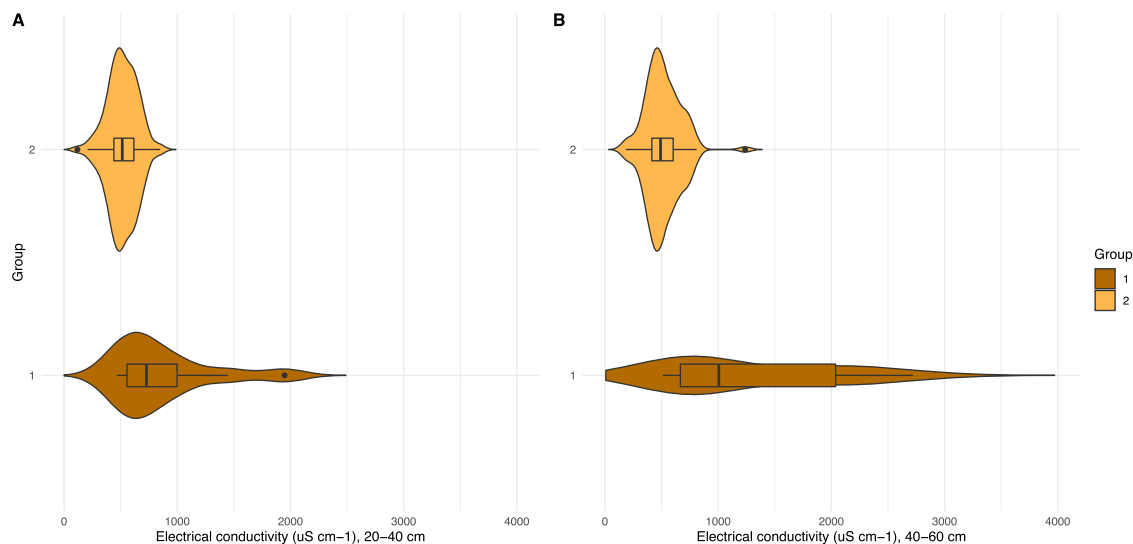 A
B
Group
2
1
0
1000
2000
3000
4000
Electrical conductivity (uS cm−1), 20−40 cm
2
1
0
1000
2000
3000
4000
Electrical conductivity (uS cm−1), 40−60 cm
Group
1
2